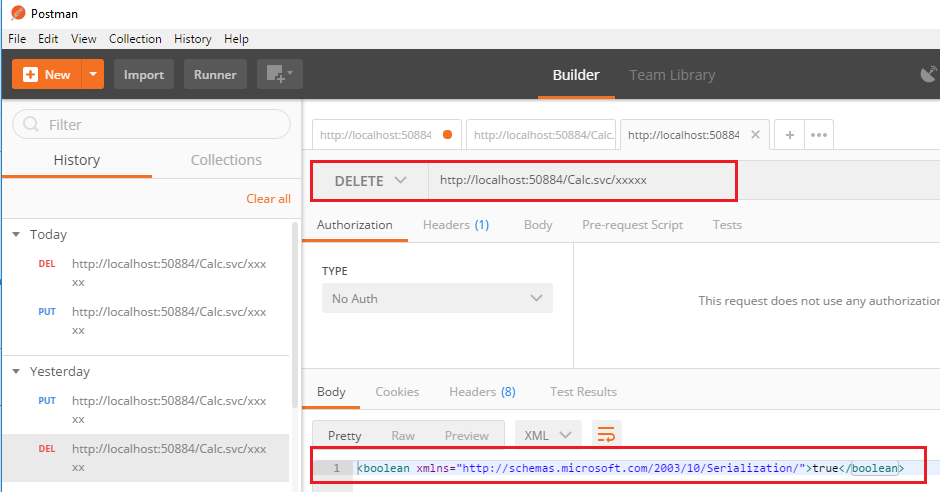 Postman
File Edit View Collection History Help
New Import Runner Builder Team Library
Filter
http://localhost:50884 http://localhost:50884/Calc. http://localhost:50884
History Collections
DELETE http://localhost:50884/Calc.svc/xxxxx
Clear all
Authorization Headers (1) Body Pre-request Script Tests
Today
DEL http://localhost:50884/Calc.svc/xxx
xx
PUT http://localhost:50884/Calc.svc/xxx
xx
TYPE
No Auth
This request does not use any authorization
Yesterday
PUT http://localhost:50884/Calc.svc/xxx
xx
DEL http://localhost:50884/Calc.svc/xxx
xx
Body Cookies Headers (8) Test Results
Pretty Raw Preview XML
1 <boolean xmlns="http://schemas.microsoft.com/2003/10/Serialization/">true</boolean>